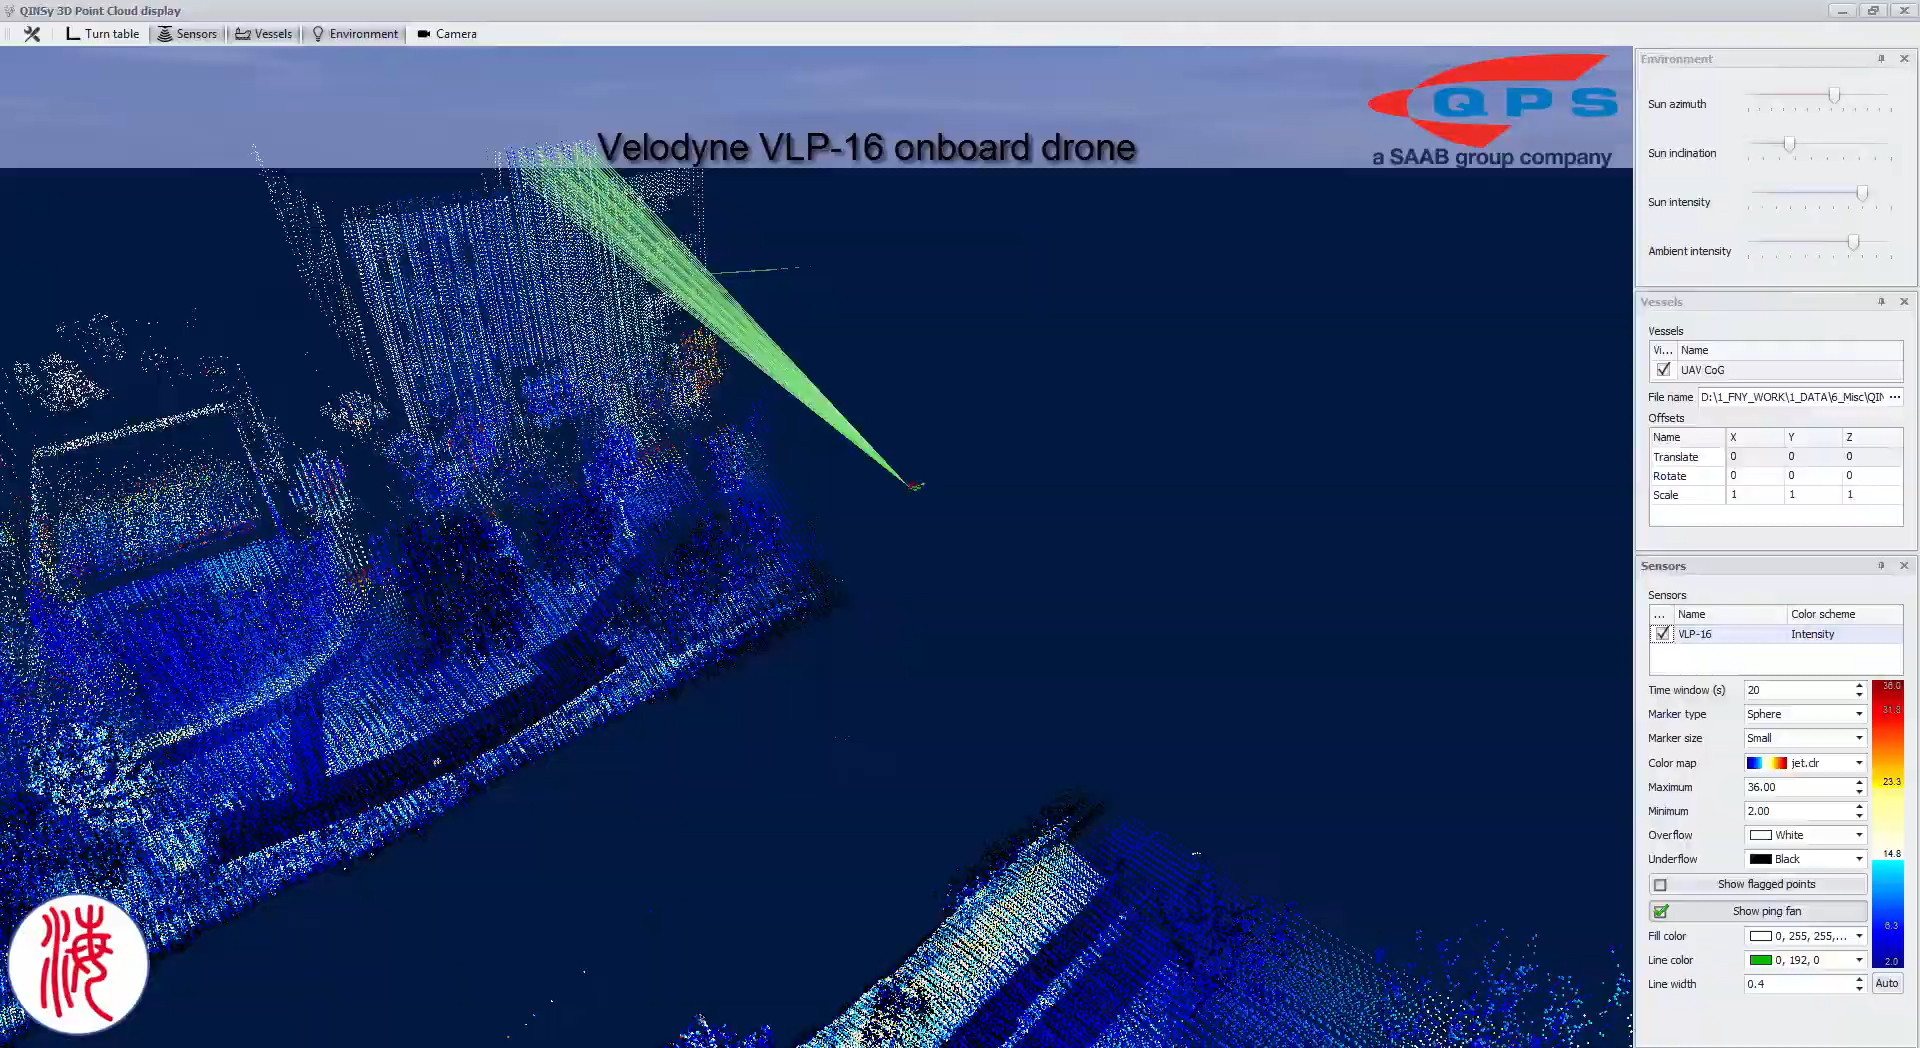 QINSy 3D Point Cloud display
Turn table Sensors Vessels Environment Camera
Velodyne VLP-16 onboard drone
QPS
a SAAB group company
海
Environment
Sun azimuth
Sun inclination
Sun intensity
Ambient intensity
Vessels
Vessels
Vi... Name
UAV CoG
File name D:\1_FNY_WORK\1_DATA\6_Misc\QIN ...
Offsets
Name X Y Z
Translate 0 0 0
Rotate 0 0 0
Scale 1 1 1
Sensors
Sensors
... Name Color scheme
VLP-16 Intensity
Time window (s) 20
Marker type Sphere
Marker size Small
Color map jet.clr
Maximum 36.00
Minimum 2.00
Overflow White
Underflow Black
Show flagged points
Show ping fan
Fill color 0, 255, 255,...
Line color 0, 192, 0
Line width 0.4
36.0
31.8
23.3
14.8
6.3
2.0
Auto